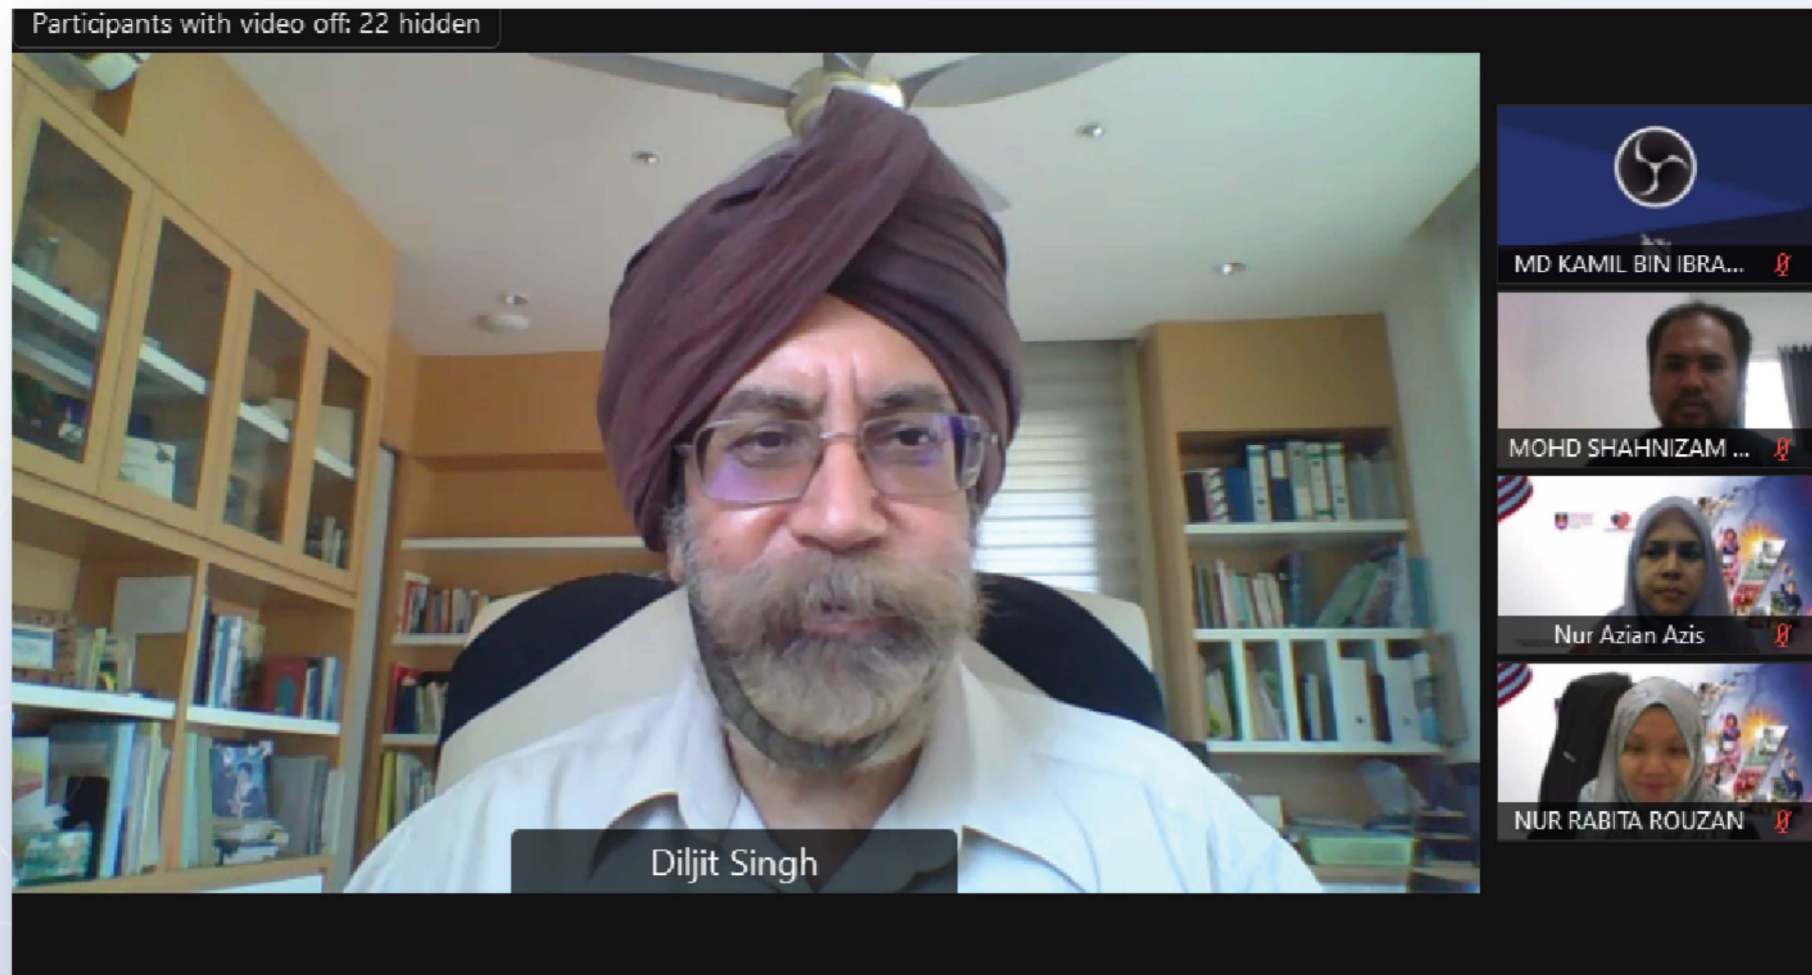 Participants with video off: 22 hidden
MD KAMIL BIN IBRA...
MOHD SHAHNIZAM ...
Nur Azian Azis
NUR RABITA ROUZAN
Diljit Singh